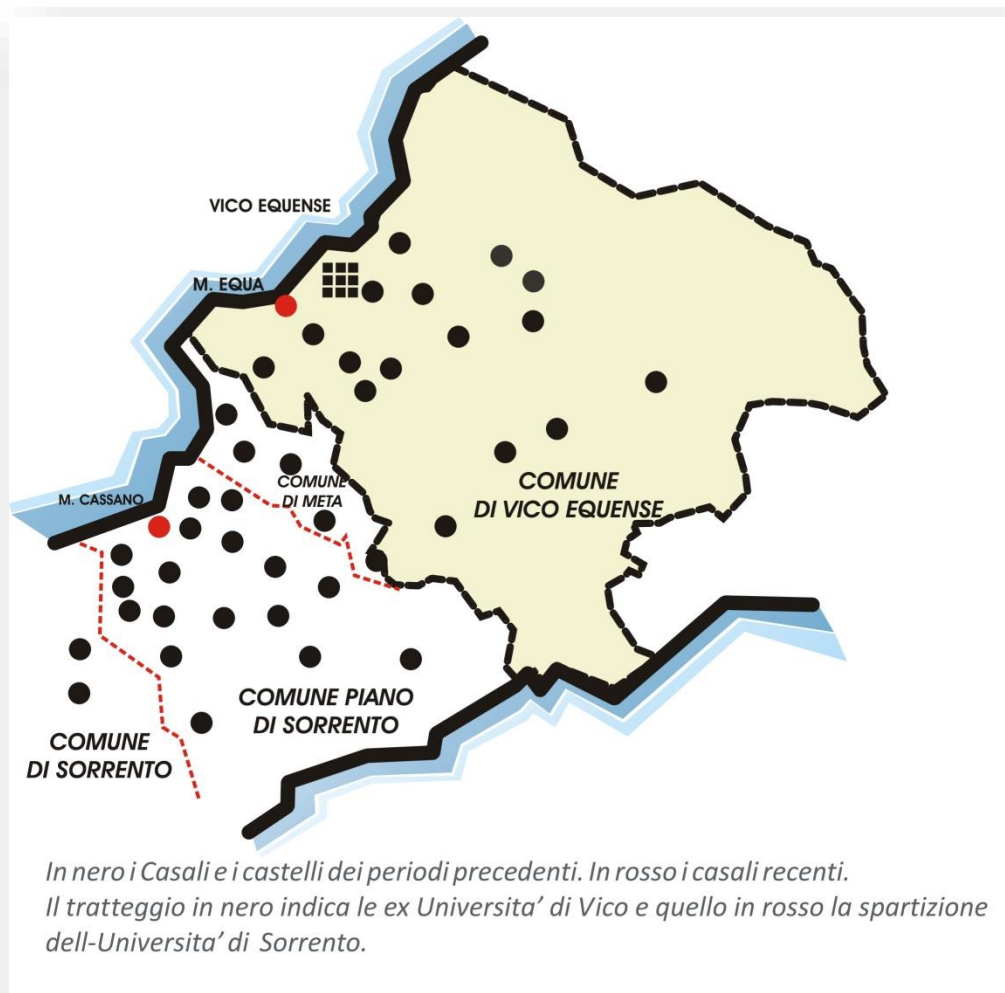 VICO EQUENSE
M. EQUA
M. CASSANO
COMUNE
DI META
COMUNE
DI VICO EQUENSE
COMUNE PIANO
DI SORRENTO
COMUNE
DI SORRENTO
In nero i Casali e i castelli dei periodi precedenti. In rosso i casali recenti.
Il tratteggio in nero indica le ex Universita’ di Vico e quello in rosso la spartizione
dell-Universita’ di Sorrento.